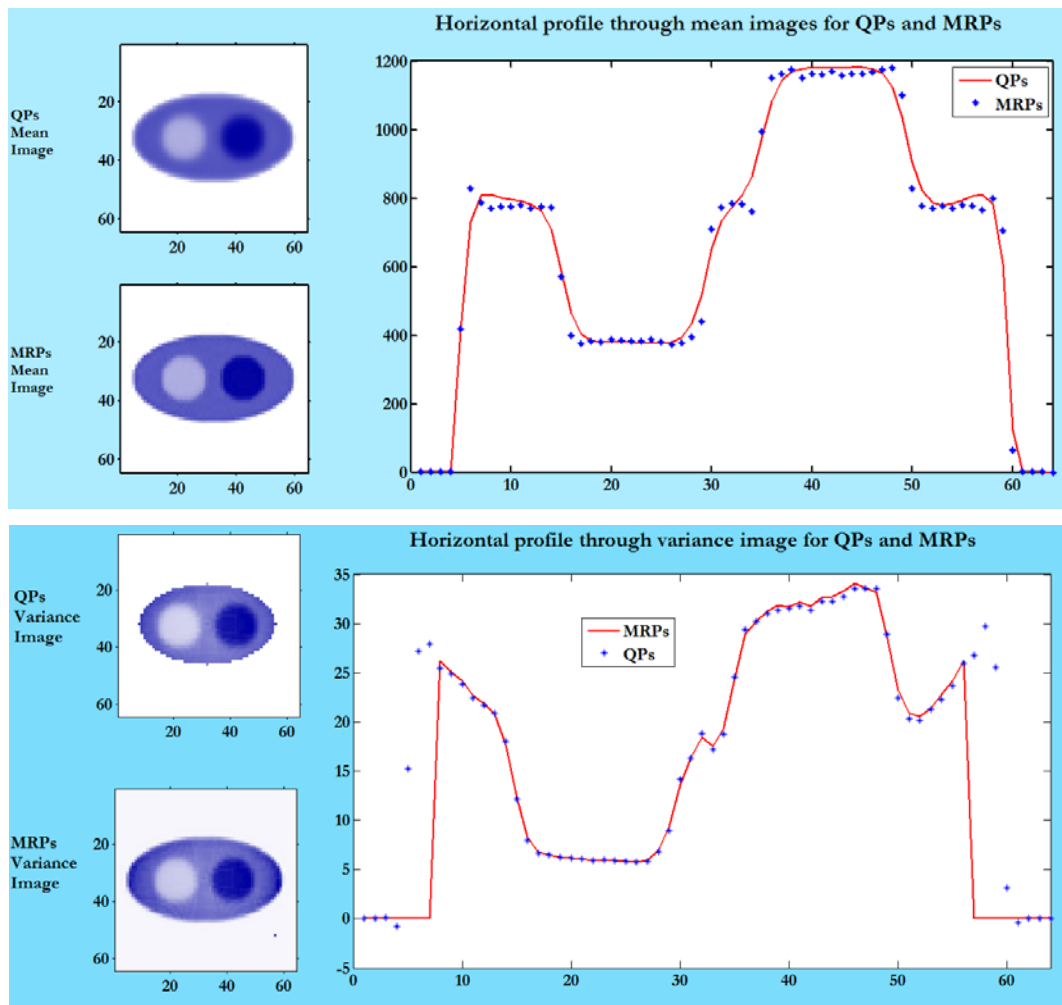 Horizontal profile through mean images for QPs and MRPs
QPs
Mean
Image
20
40
60
20 40 60
MRPs
Mean
Image
20
40
60
20 40 60
1200
1000
800
600
400
200
0
0 10 20 30 40 50 60
QPs
MRPs
Horizontal profile through variance image for QPs and MRPs
QPs
Variance
Image
20
40
60
20 40 60
MRPs
Variance
Image
20
40
60
20 40 60
35
30
25
20
15
10
5
0
-5
0 10 20 30 40 50 60
MRPs
QPs